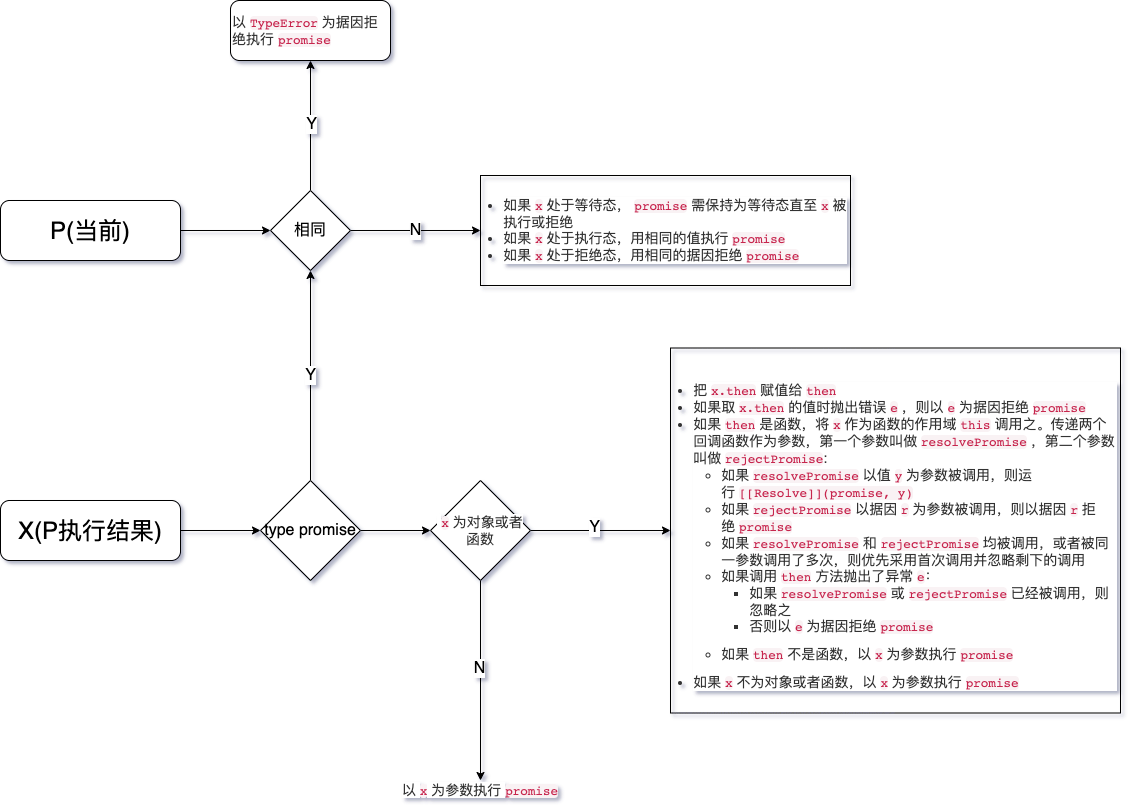 以 TypeError 为据因拒
绝执行 promise
Y
P(当前)
相同
N
如果 x 处于等待态， promise 需保持为等待态直至 x 被
执行或拒绝
如果 x 处于执行态，用相同的值执行 promise
如果 x 处于拒绝态，用相同的据因拒绝 promise
Y
把 x.then 赋值给 then
如果取 x.then 的值时抛出错误 e ，则以 e 为据因拒绝 promise
如果 then 是函数，将 x 作为函数的作用域 this 调用之。传递两个
回调函数作为参数，第一个参数叫做 resolvePromise ，第二个参数
叫做 rejectPromise：
如果 resolvePromise 以值 y 为参数被调用，则运
行 [[Resolve]](promise, y)
如果 rejectPromise 以据因 r 为参数被调用，则以据因 r 拒
绝 promise
如果 resolvePromise 和 rejectPromise 均被调用，或者被同
一参数调用了多次，则优先采用首次调用并忽略剩下的调用
如果调用 then 方法抛出了异常 e：
如果 resolvePromise 或 rejectPromise 已经被调用，则
忽略之
否则以 e 为据因拒绝 promise
如果 then 不是函数，以 x 为参数执行 promise
如果 x 不为对象或者函数，以 x 为参数执行 promise
X(P执行结果)
type promise
x 为对象或者
函数
Y
N
以 x 为参数执行 promise